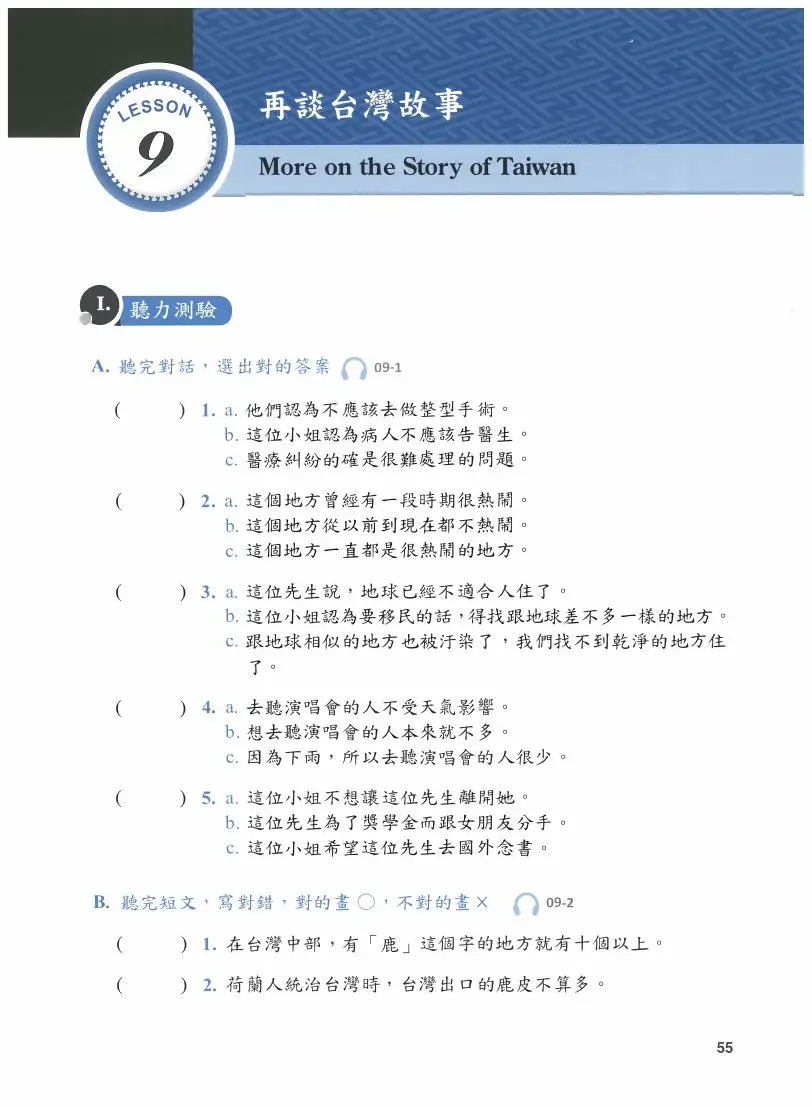 LESSON
9
再談台灣故事
More on the Story of Taiwan
I. 聽力測驗
A. 聽完對話，選出對的答案 09-1
(　　) 1. a. 他們認為不應該去做整型手術。
b. 這位小姐認為病人不應該告醫生。
c. 醫療糾紛的確是很難處理的問題。
(　　) 2. a. 這個地方曾經有一段時期很熱鬧。
b. 這個地方從以前到現在都不熱鬧。
c. 這個地方一直都是很熱鬧的地方。
(　　) 3. a. 這位先生說，地球已經不適合人住了。
b. 這位小姐認為要移民的話，得找跟地球差不多一樣的地方。
c. 跟地球相似的地方也被汙染了，我們找不到乾淨的地方住
了。
(　　) 4. a. 去聽演唱會的人不受天氣影響。
b. 想去聽演唱會的人本來就不多。
c. 因為下雨，所以去聽演唱會的人很少。
(　　) 5. a. 這位小姐不想讓這位先生離開她。
b. 這位先生為了獎學金而跟女朋友分手。
c. 這位小姐希望這位先生去國外念書。
B. 聽完短文，寫對錯，對的畫○，不對的畫× 09-2
(　　) 1. 在台灣中部，有「鹿」這個字的地方就有十個以上。
(　　) 2. 荷蘭人統治台灣時，台灣出口的鹿皮不算多。
55